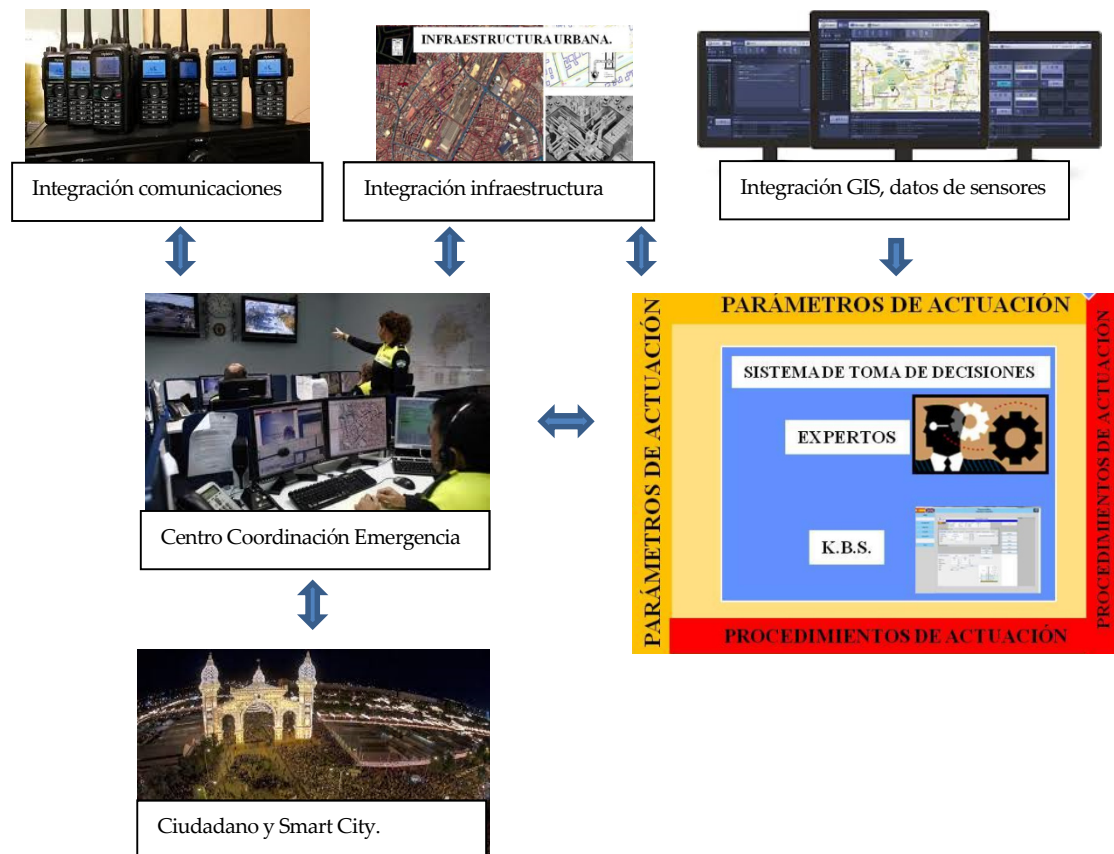 INFRAESTRUCTURA URBANA.
Integración comunicaciones
Integración infraestructura
Integración GIS, datos de sensores
PARÁMETROS DE ACTUACIÓN
PARÁMETROS DE ACTUACIÓN
SISTEMA DE TOMA DE DECISIONES
EXPERTOS
K.B.S.
PROCEDIMIENTOS DE ACTUACIÓN
PROCEDIMIENTOS DE ACTUACIÓN
Centro Coordinación Emergencia
Ciudadano y Smart City.